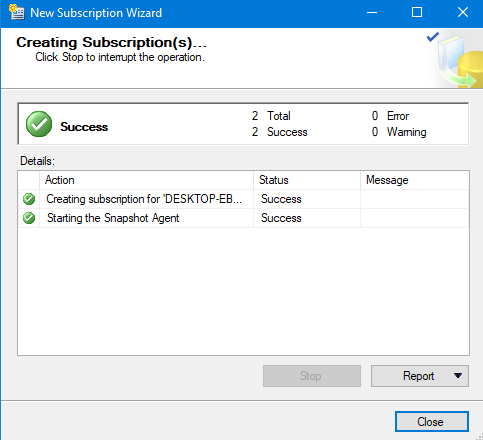 New Subscription Wizard
Creating Subscription(s)...
Click Stop to interrupt the operation.
Success
2 Total
0 Error
2 Success
0 Warning
Details:
Action Status Message
Creating subscription for 'DESKTOP-EB... Success
Starting the Snapshot Agent Success
Stop
Report
Close